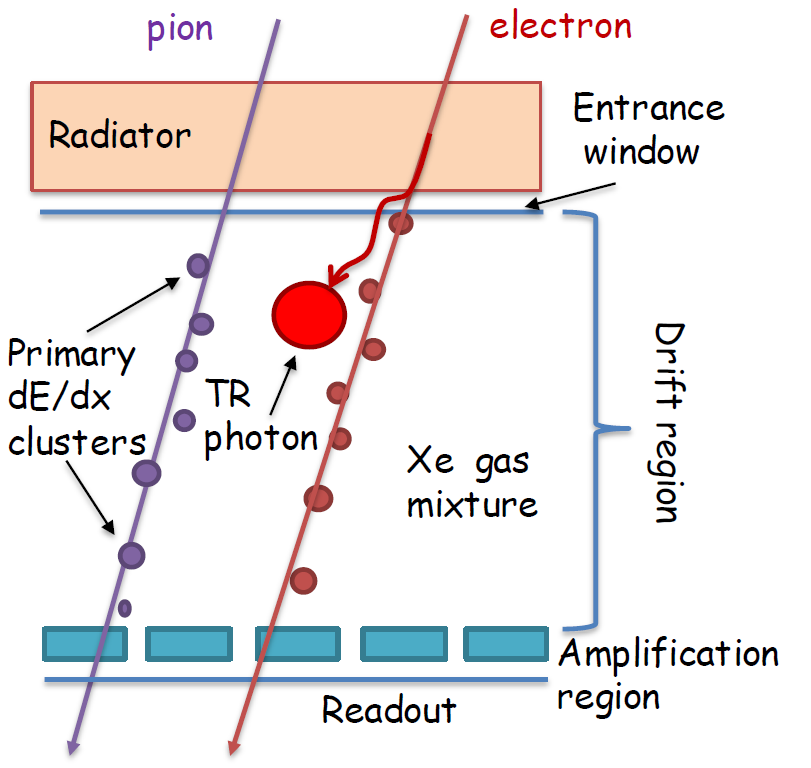 pion
electron
Radiator
Entrance
window
Primary
dE/dx
clusters
TR
photon
Xe gas
mixture
Drift region
Amplification
region
Readout